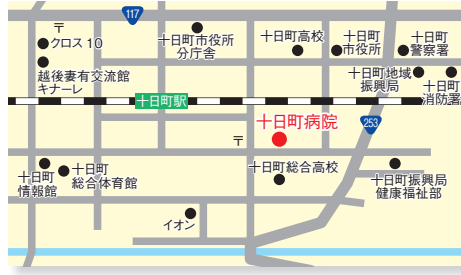 117
〒
クロス10
十日町市役所
分庁舎
十日町高校
十日町
市役所
十日町
警察署
越後妻有交流館
キナーレ
十日町地域
振興局
十日町
消防署
十日町駅
十日町病院
253
〒
十日町
情報館
十日町
総合体育館
十日町総合高校
十日町振興局
健康福祉部
イオン